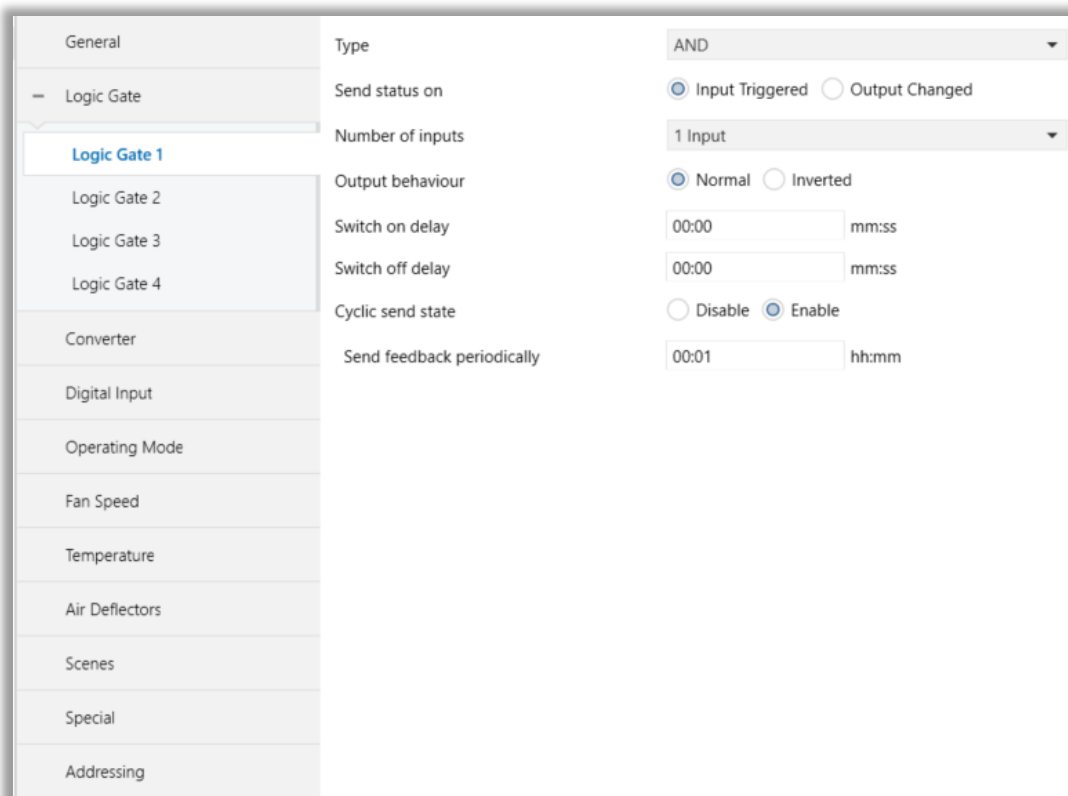 General
Logic Gate
Logic Gate 1
Logic Gate 2
Logic Gate 3
Logic Gate 4
Converter
Digital Input
Operating Mode
Fan Speed
Temperature
Air Deflectors
Scenes
Special
Addressing
Type AND
Send status on Input Triggered Output Changed
Number of inputs 1 Input
Output behaviour Normal Inverted
Switch on delay 00:00 mm:ss
Switch off delay 00:00 mm:ss
Cyclic send state Disable Enable
Send feedback periodically 00:01 hh:mm